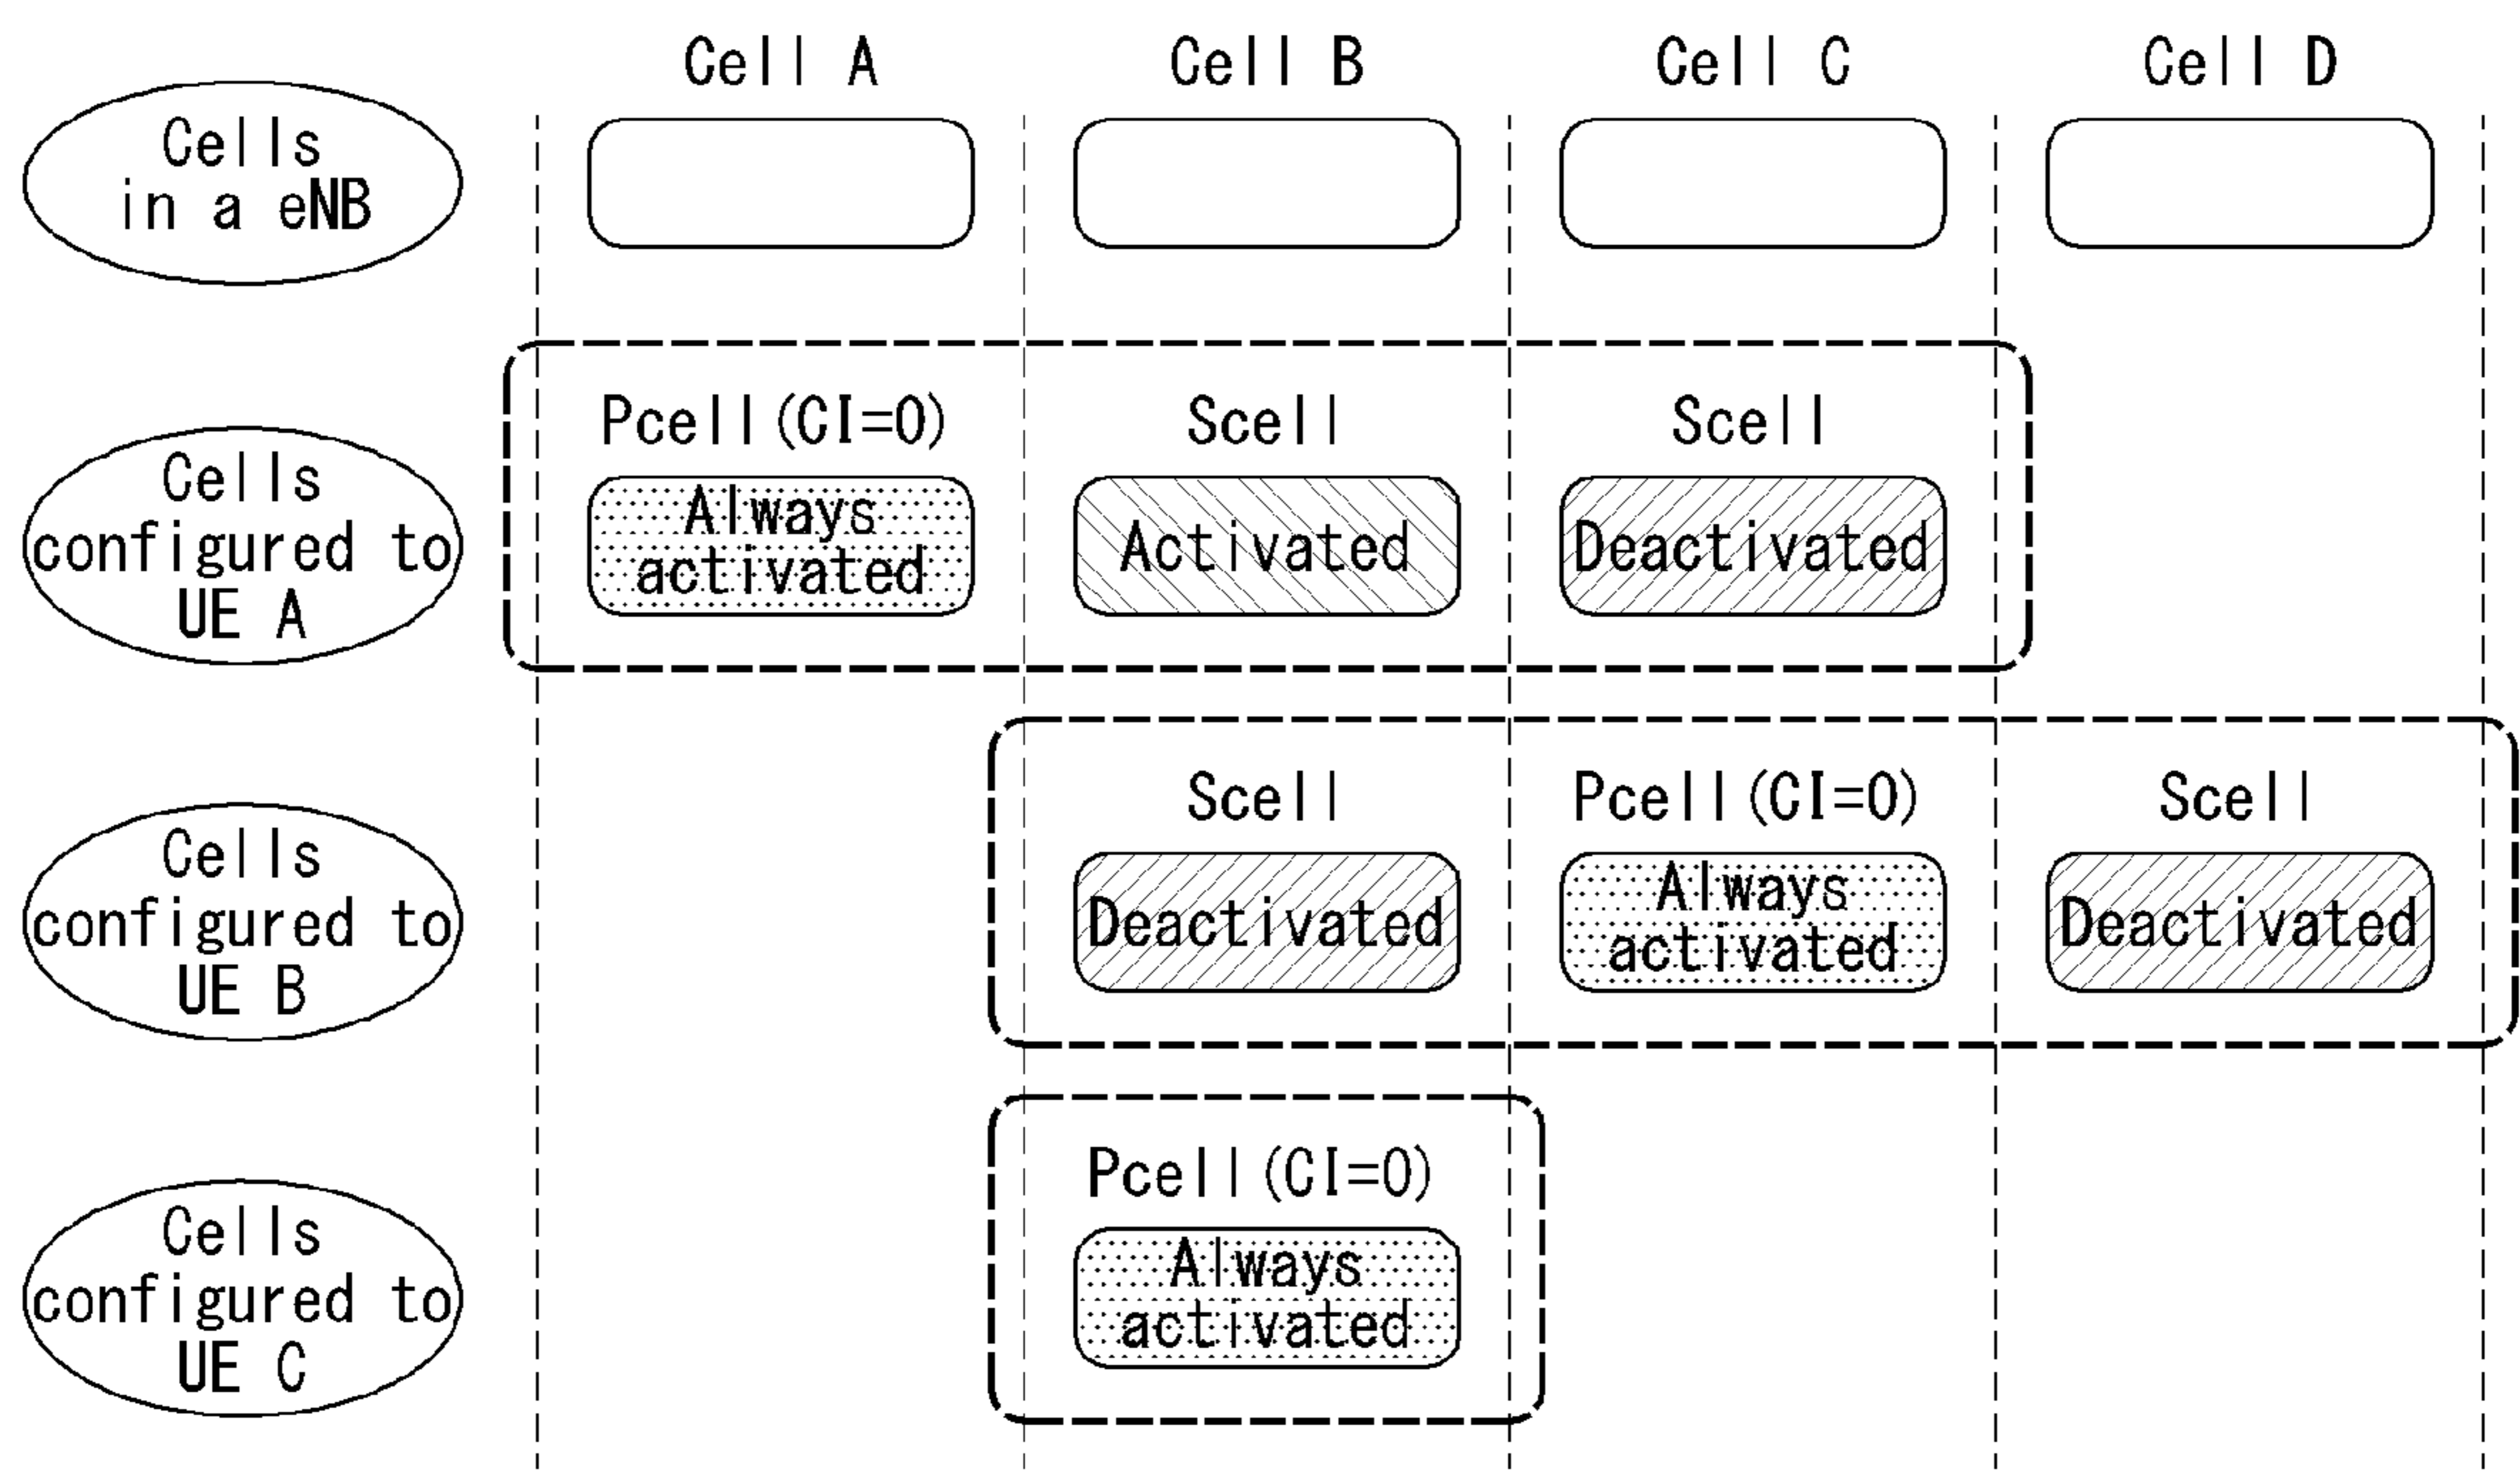 Cell A
Cell B
Cell C
Cell D
Cells
in a eNB
Cells
configured to
UE A
Pcell(CI=0)
Always
activated
Scell
Activated
Scell
Deactivated
Cells
configured to
UE B
Scell
Deactivated
Pcell(CI=0)
Always
activated
Scell
Deactivated
Cells
configured to
UE C
Pcell(CI=0)
Always
activated